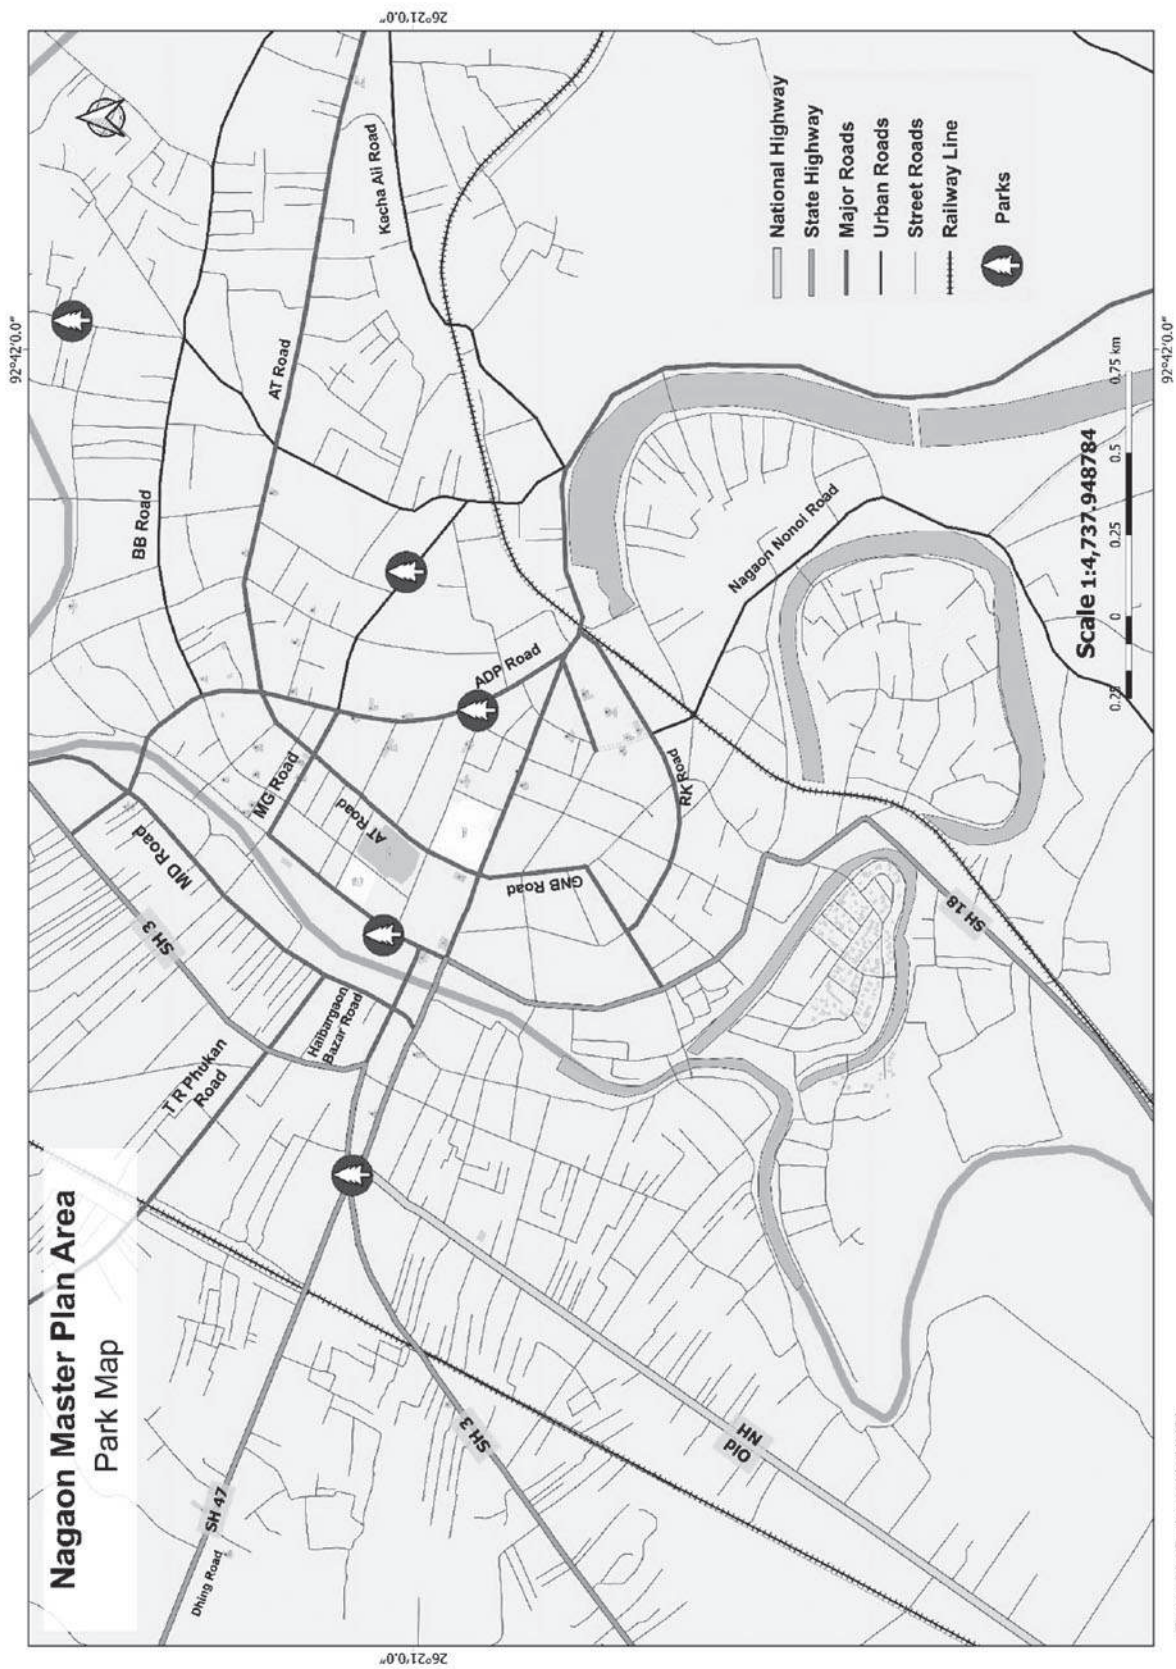 Nagaon Master Plan Area
Park Map
92°42'0.0"
26°21'0.0"
26°21'0.0"
92°42'0.0"
Dhing Road
SH 47
SH 3
Old
NH
T R Phukan
Road
Haibargaon
Bazar Road
SH 3
MD Road
MG Road
AT Road
GNB Road
RK Road
SH 18
ADP Road
BB Road
AT Road
Kacha Ali Road
Nagaon Nonoi Road
National Highway
State Highway
Major Roads
Urban Roads
Street Roads
Railway Line
Parks
Scale 1:4,737.948784
0.25 0 0.25 0.5 0.75 km